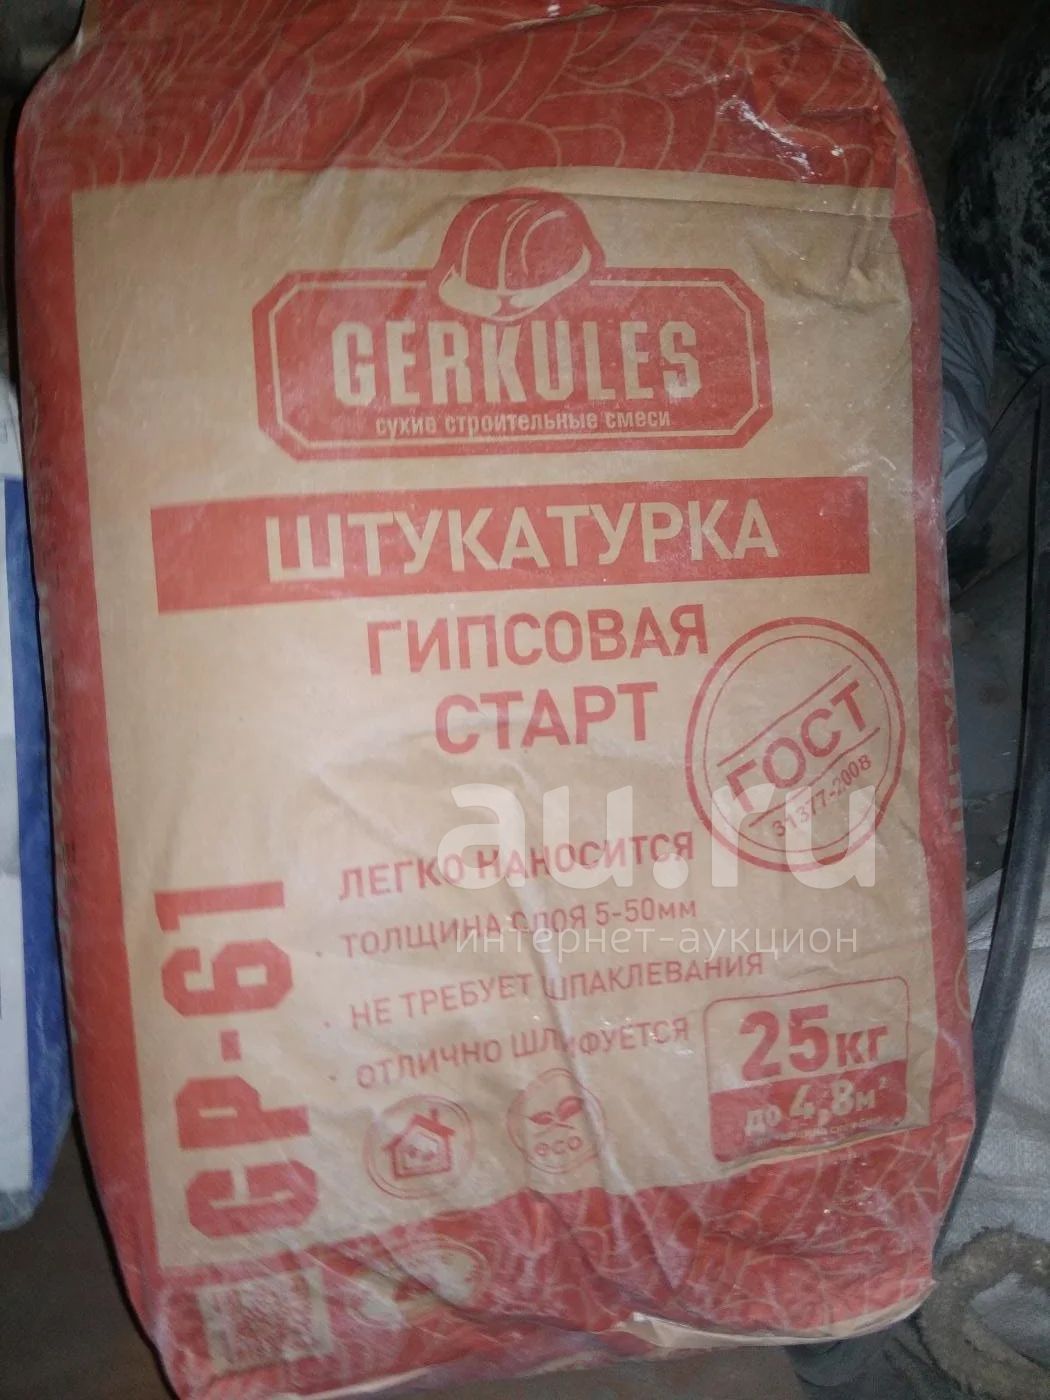 GERKULES
сухие строительные смеси
ШТУКАТУРКА
ГИПСОВАЯ
СТАРТ
ГОСТ
31377-2008
au.ru
интернет-аукцион
ЛЕГКО НАНОСИТСЯ
· ТОЛЩИНА СЛОЯ 5-50мм
· НЕ ТРЕБУЕТ ШПАКЛЕВАНИЯ
· ОТЛИЧНО ШЛИФУЕТСЯ
GP-61
25кг
до 4,8м²
eco